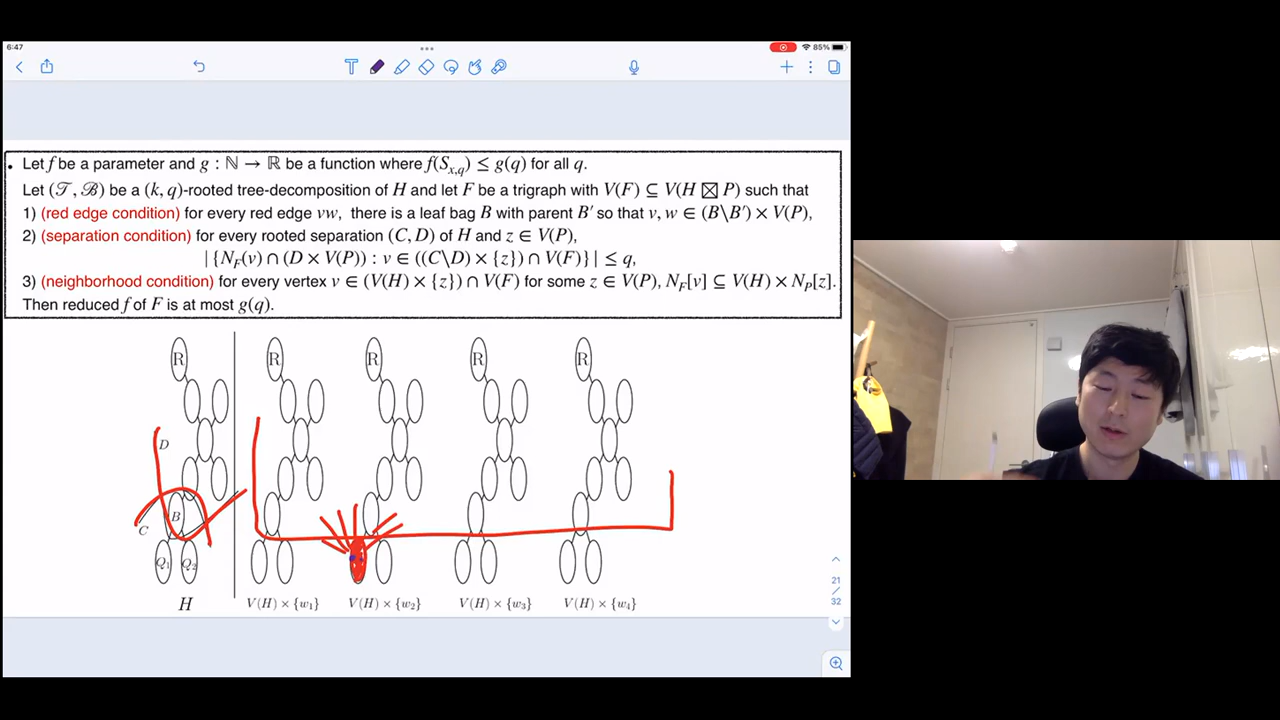 6:47
85%
T
• Let f be a parameter and g : ℕ → ℝ be a function where f(S_{x,q}) ≤ g(q) for all q.
Let (𝒯, ℬ) be a (k, q)-rooted tree-decomposition of H and let F be a trigraph with V(F) ⊆ V(H ⊠ P) such that
1) (red edge condition) for every red edge vw, there is a leaf bag B with parent B′ so that v, w ∈ (B\B′) × V(P),
2) (separation condition) for every rooted separation (C, D) of H and z ∈ V(P),
| {N_F(v) ∩ (D × V(P)) : v ∈ ((C\D) × {z}) ∩ V(F)} | ≤ q,
3) (neighborhood condition) for every vertex v ∈ (V(H) × {z}) ∩ V(F) for some z ∈ V(P), N_F[v] ⊆ V(H) × N_P[z].
Then reduced f of F is at most g(q).
R R R R R
D
B
C
Q₁ Q₂
H V(H) × {w₁} V(H) × {w₂} V(H) × {w₃} V(H) × {w₄}
21
/
32